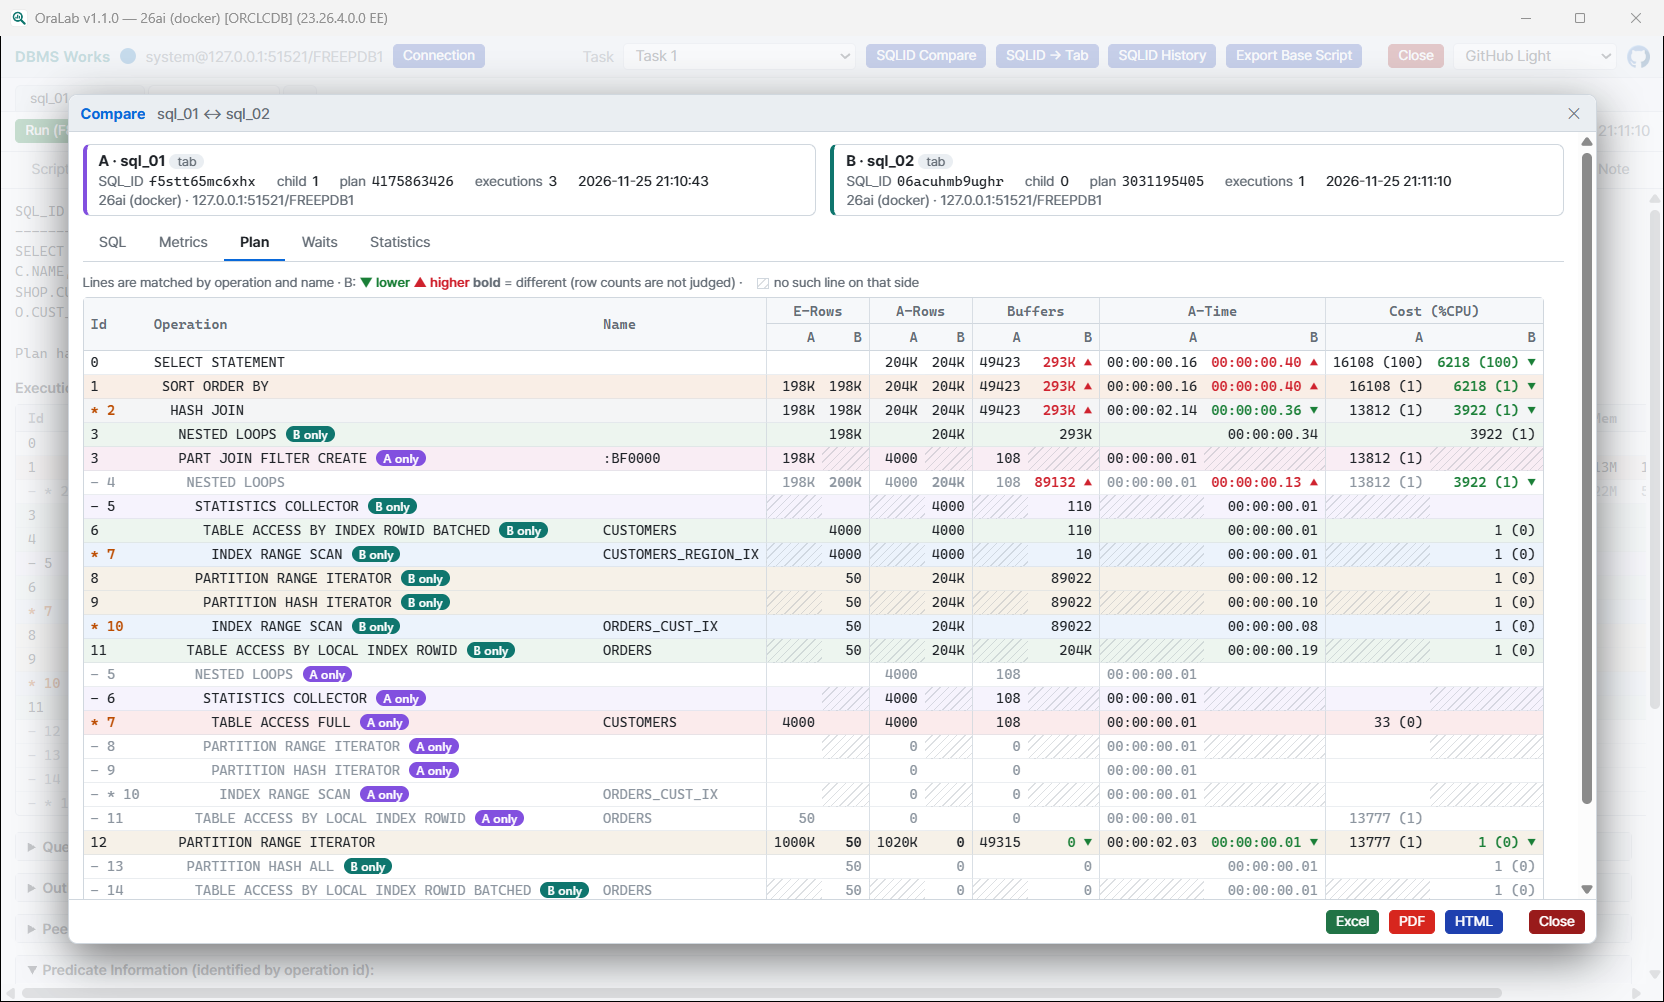 OraLab v1.1.0 — 26ai (docker) [ORCLCDB] (23.26.4.0.0 EE)
DBMS Works system@127.0.0.1:51521/FREEPDB1 Connection Task Task 1 SQLID Compare SQLID → Tab SQLID History Export Base Script Close GitHub Light
sql_01
Compare sql_01 ↔ sql_02
Run 21:11:10
A · sql_01 tab
SQL_ID f5stt65mc6xhx child 1 plan 4175863426 executions 3 2026-11-25 21:10:43
26ai (docker) · 127.0.0.1:51521/FREEPDB1
B · sql_02 tab
SQL_ID 06acuhmb9ughr child 0 plan 3031195405 executions 1 2026-11-25 21:11:10
26ai (docker) · 127.0.0.1:51521/FREEPDB1
Script Note
SQL_ID
SELECT
C.NAME
SHOP.CU
O.CUST_
Plan ha
Executi
SQL Metrics Plan Waits Statistics
Lines are matched by operation and name · B: ▼ lower ▲ higher bold = different (row counts are not judged) · no such line on that side
Id Operation Name E-Rows A-Rows Buffers A-Time Cost (%CPU)
A B A B A B A B A B
0 SELECT STATEMENT 204K 204K 49423 293K ▲ 00:00:00.16 00:00:00.40 ▲ 16108 (100) 6218 (100) ▼
1 SORT ORDER BY 198K 198K 204K 204K 49423 293K ▲ 00:00:00.16 00:00:00.40 ▲ 16108 (1) 6218 (1) ▼
* 2 HASH JOIN 198K 198K 204K 204K 49423 293K ▲ 00:00:02.14 00:00:00.36 ▼ 13812 (1) 3922 (1) ▼
3 NESTED LOOPS B only 198K 204K 293K 00:00:00.34 3922 (1)
3 PART JOIN FILTER CREATE A only :BF0000 198K 4000 108 00:00:00.01 13812 (1)
- 4 NESTED LOOPS 198K 200K 4000 204K 108 89132 ▲ 00:00:00.01 00:00:00.13 ▲ 13812 (1) 3922 (1) ▼
- 5 STATISTICS COLLECTOR B only 4000 110 00:00:00.01
6 TABLE ACCESS BY INDEX ROWID BATCHED B only CUSTOMERS 4000 4000 110 00:00:00.01 1 (0)
* 7 INDEX RANGE SCAN B only CUSTOMERS_REGION_IX 4000 4000 10 00:00:00.01 1 (0)
8 PARTITION RANGE ITERATOR B only 50 204K 89022 00:00:00.12 1 (0)
9 PARTITION HASH ITERATOR B only 50 204K 89022 00:00:00.10 1 (0)
* 10 INDEX RANGE SCAN B only ORDERS_CUST_IX 50 204K 89022 00:00:00.08 1 (0)
11 TABLE ACCESS BY LOCAL INDEX ROWID B only ORDERS 50 204K 204K 00:00:00.19 1 (0)
- 5 NESTED LOOPS A only 4000 108 00:00:00.01
- 6 STATISTICS COLLECTOR A only 4000 108 00:00:00.01
* 7 TABLE ACCESS FULL A only CUSTOMERS 4000 4000 108 00:00:00.01 33 (0)
- 8 PARTITION RANGE ITERATOR A only 0 0 00:00:00.01
- 9 PARTITION HASH ITERATOR A only 0 0 00:00:00.01
- * 10 INDEX RANGE SCAN A only ORDERS_CUST_IX 0 0 00:00:00.01
- 11 TABLE ACCESS BY LOCAL INDEX ROWID A only ORDERS 50 0 0 00:00:00.01 13777 (1)
12 PARTITION RANGE ITERATOR 1000K 50 1020K 0 49315 0 ▼ 00:00:02.03 00:00:00.01 ▼ 13777 (1) 1 (0) ▼
- 13 PARTITION HASH ALL B only 50 0 0 00:00:00.01 1 (0)
- 14 TABLE ACCESS BY LOCAL INDEX ROWID BATCHED B only ORDERS 50 0 0 00:00:00.01 1 (0)
Excel PDF HTML Close
▼ Predicate Information (identified by operation id):